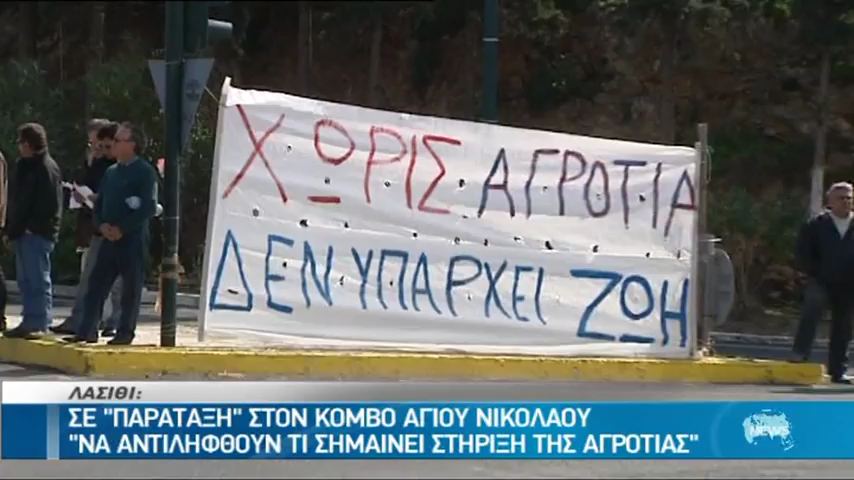 ΧΩΡΙΣ ΑΓΡΟΤΙΑ
ΔΕΝ ΥΠΑΡΧΕΙ ΖΩΗ
ΛΑΣΙΘΙ:
ΣΕ "ΠΑΡΑΤΑΞΗ" ΣΤΟΝ ΚΟΜΒΟ ΑΓΙΟΥ ΝΙΚΟΛΑΟΥ
"ΝΑ ΑΝΤΙΛΗΦΘΟΥΝ ΤΙ ΣΗΜΑΙΝΕΙ ΣΤΗΡΙΞΗ ΤΗΣ ΑΓΡΟΤΙΑΣ"
NEWS